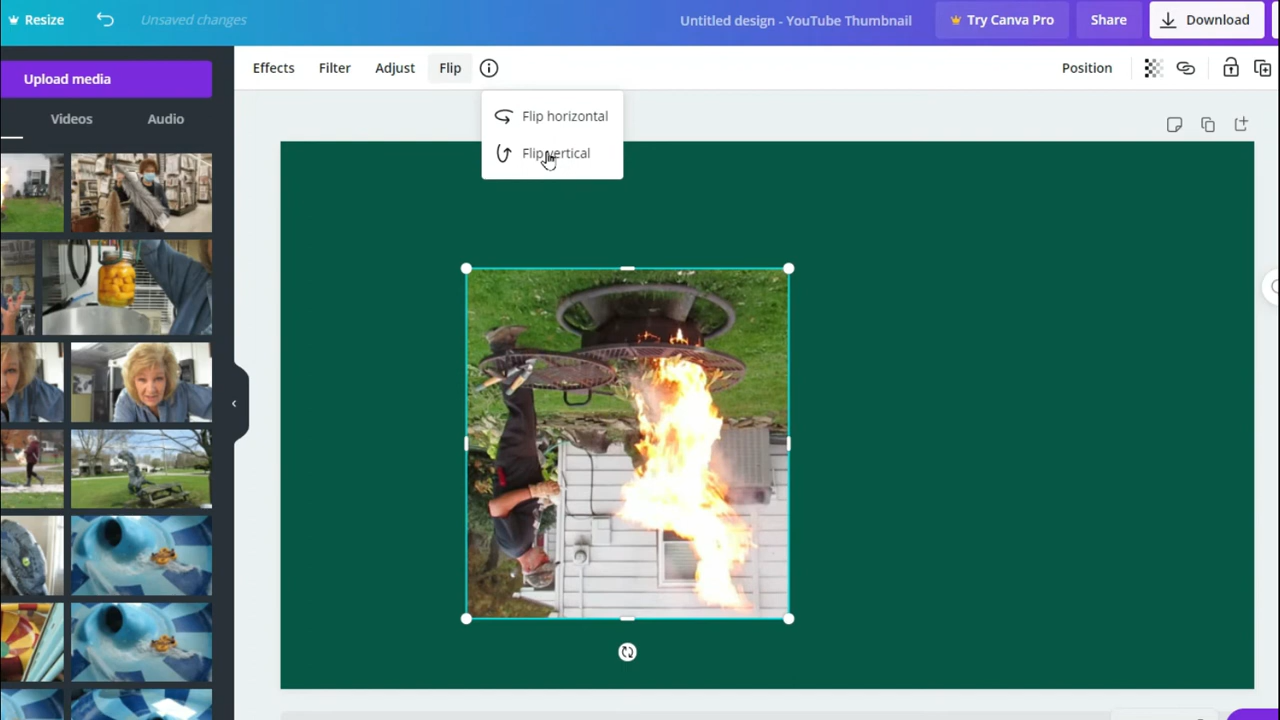 Resize
Unsaved changes
Untitled design - YouTube Thumbnail
Try Canva Pro
Share
Download
Upload media
Effects
Filter
Adjust
Flip
Position
Videos
Audio
Flip horizontal
Flip vertical